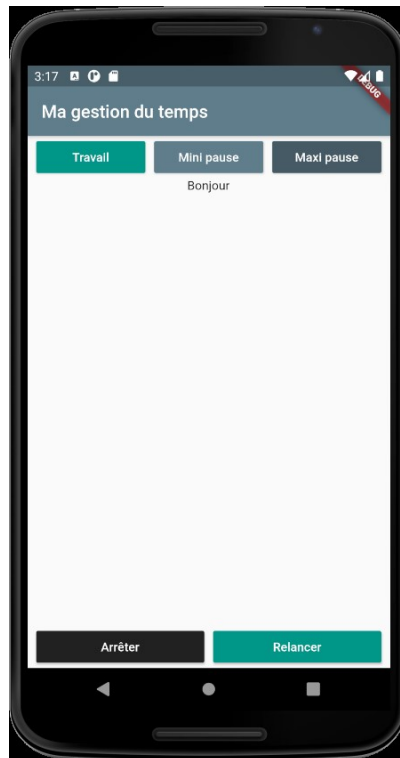 3:17
DEBUG
Ma gestion du temps
Travail Mini pause Maxi pause
Bonjour
Arrêter Relancer